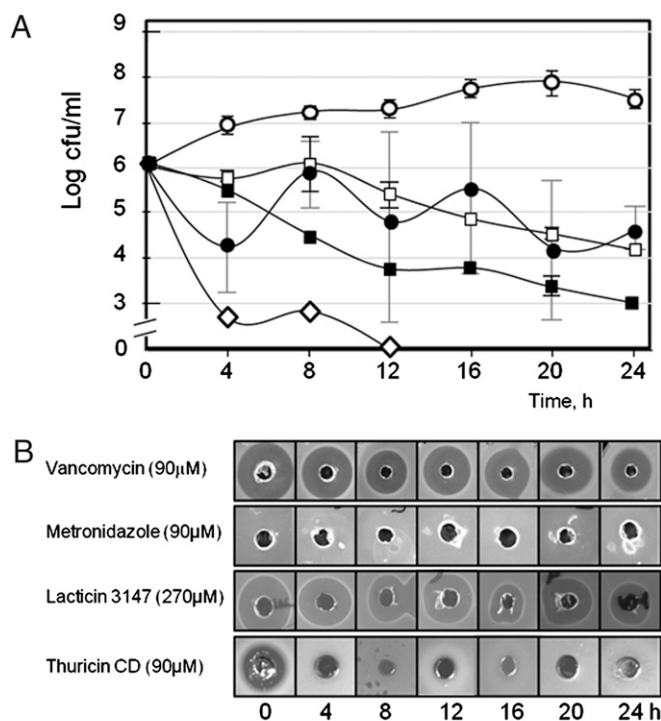 A
Log cfu/ml
9
8
7
6
5
4
3
0
0 4 8 12 16 20 24
Time, h
B
Vancomycin (90µM)
Metronidazole (90µM)
Lacticin 3147 (270µM)
Thuricin CD (90µM)
0 4 8 12 16 20 24 h